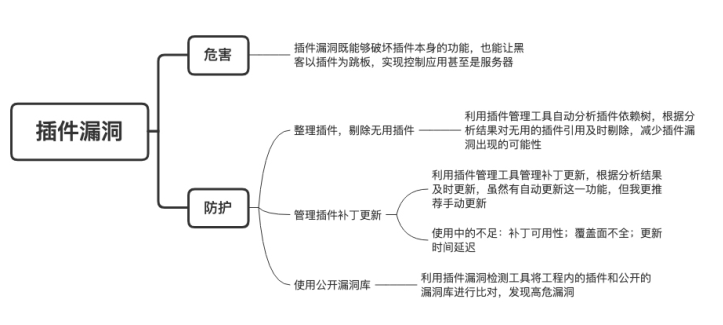 插件漏洞
危害
插件漏洞既能够破坏插件本身的功能，也能让黑
客以插件为跳板，实现控制应用甚至是服务器
防护
整理插件，剔除无用插件
利用插件管理工具自动分析插件依赖树，根据分
析结果对无用的插件引用及时剔除，减少插件漏
洞出现的可能性
管理插件补丁更新
利用插件管理工具管理补丁更新，根据分析结果
及时更新，虽然有自动更新这一功能，但我更推
荐手动更新
使用中的不足：补丁可用性；覆盖面不全；更新
时间延迟
使用公开漏洞库
利用插件漏洞检测工具将工程内的插件和公开的
漏洞库进行比对，发现高危漏洞